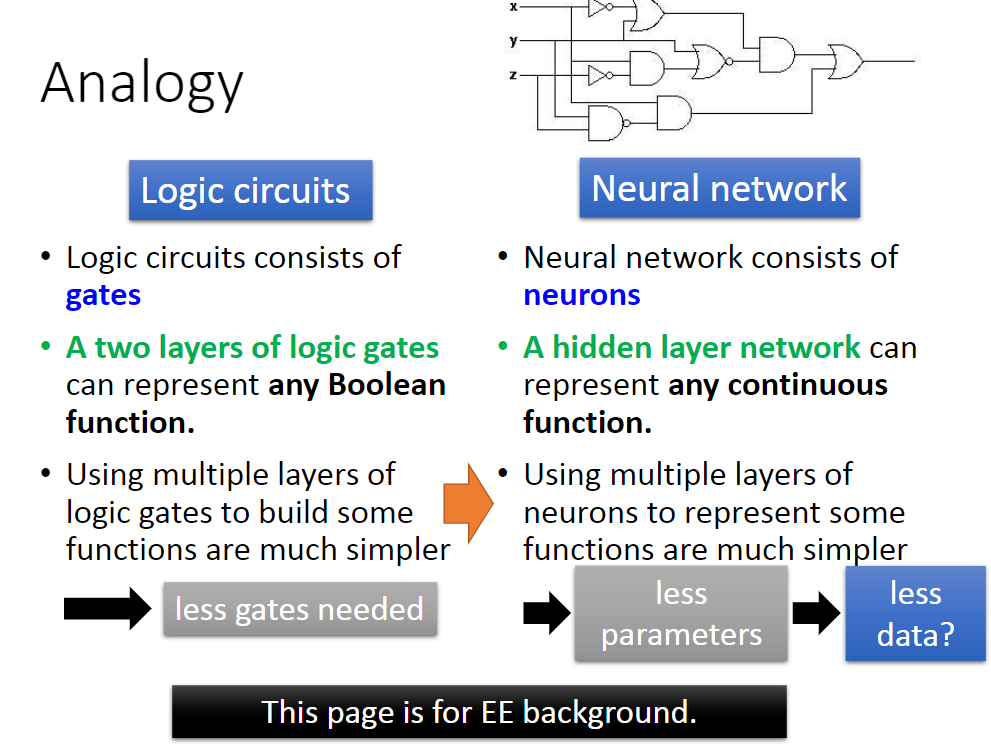 x
y
z
Analogy
Logic circuits
• Logic circuits consists of
gates
• A two layers of logic gates
can represent any Boolean
function.
• Using multiple layers of
logic gates to build some
functions are much simpler
less gates needed
Neural network
• Neural network consists of
neurons
• A hidden layer network can
represent any continuous
function.
• Using multiple layers of
neurons to represent some
functions are much simpler
less
parameters
less
data?
This page is for EE background.